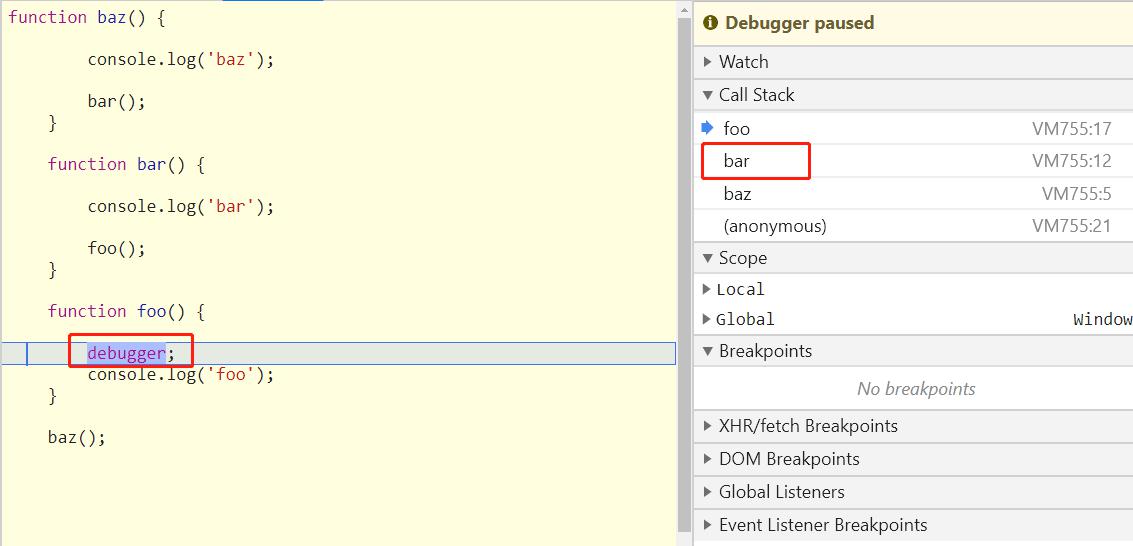 function baz() {
console.log('baz');
bar();
}
function bar() {
console.log('bar');
foo();
}
function foo() {
debugger;
console.log('foo');
}
baz();
Debugger paused
Watch
Call Stack
foo VM755:17
bar VM755:12
baz VM755:5
(anonymous) VM755:21
Scope
Local
Global Window
Breakpoints
No breakpoints
XHR/fetch Breakpoints
DOM Breakpoints
Global Listeners
Event Listener Breakpoints